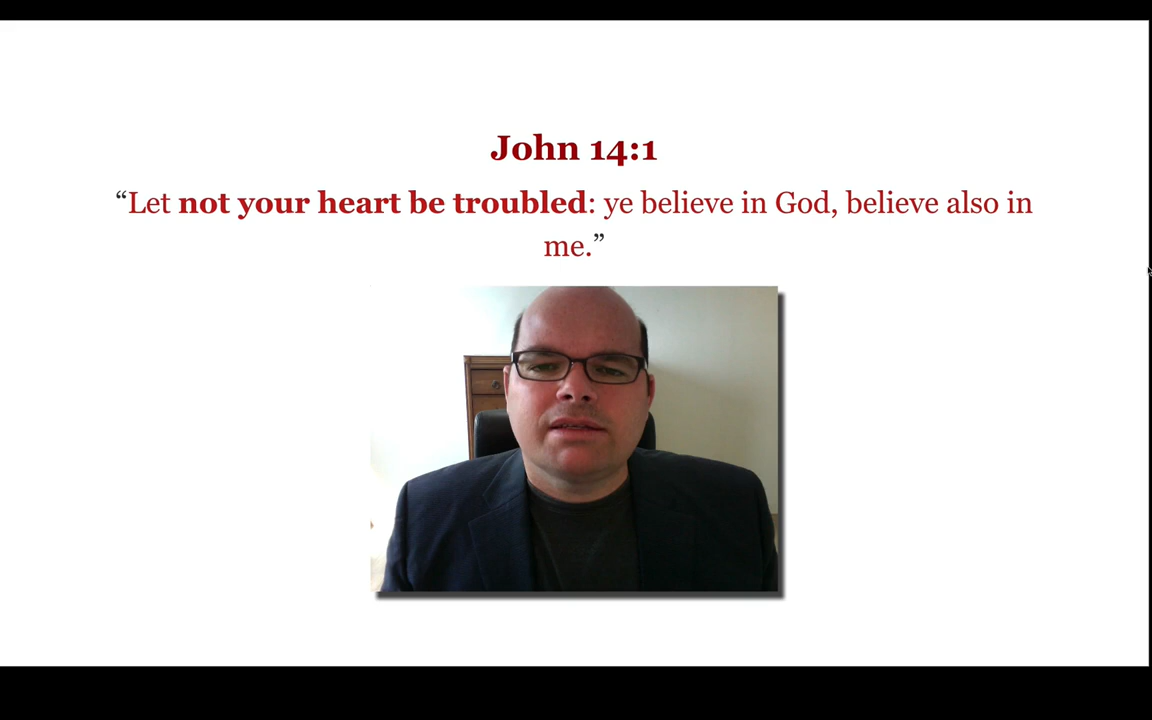 John 14:1
“Let not your heart be troubled: ye believe in God, believe also in
me.”